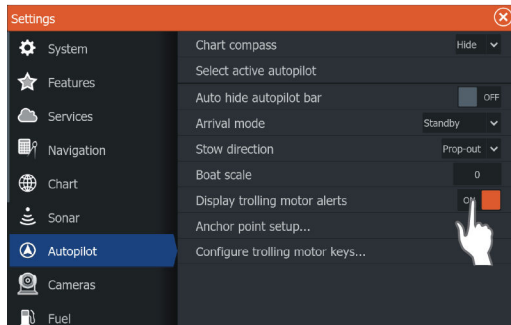 Settings
System
Features
Services
Navigation
Chart
Sonar
Autopilot
Cameras
Fuel
Chart compass Hide
Select active autopilot
Auto hide autopilot bar OFF
Arrival mode Standby
Stow direction Prop-out
Boat scale 0
Display trolling motor alerts ON
Anchor point setup...
Configure trolling motor keys...